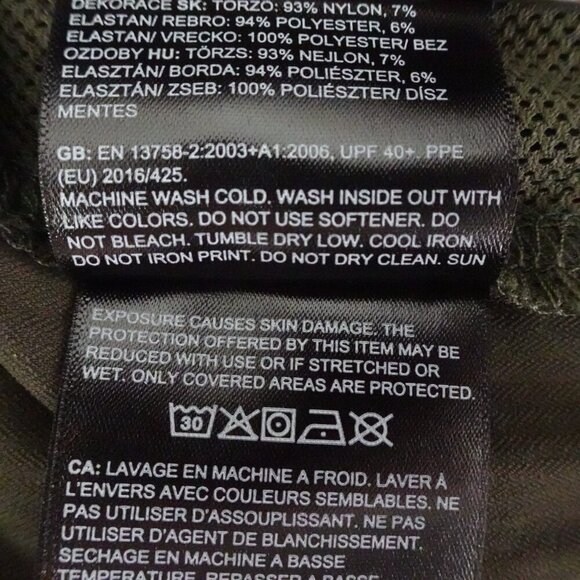 DEKORACE SK: TORZO: 93% NYLON, 7%
ELASTAN/ REBRO: 94% POLYESTER, 6%
ELASTAN/ VRECKO: 100% POLYESTER/ BEZ
OZDOBY HU: TÖRZS: 93% NEJLON, 7%
ELASZTÁN/ BORDA: 94% POLIÉSZTER, 6%
ELASZTÁN/ ZSEB: 100% POLIÉSZTER/ DÍSZ
MENTES
GB: EN 13758-2:2003+A1:2006, UPF 40+. PPE
(EU) 2016/425.
MACHINE WASH COLD. WASH INSIDE OUT WITH
LIKE COLORS. DO NOT USE SOFTENER. DO
NOT BLEACH. TUMBLE DRY LOW. COOL IRON.
DO NOT IRON PRINT. DO NOT DRY CLEAN. SUN
EXPOSURE CAUSES SKIN DAMAGE. THE
PROTECTION OFFERED BY THIS ITEM MAY BE
REDUCED WITH USE OR IF STRETCHED OR
WET. ONLY COVERED AREAS ARE PROTECTED.
30
CA: LAVAGE EN MACHINE A FROID. LAVER À
L'ENVERS AVEC COULEURS SEMBLABLES. NE
PAS UTILISER D'ASSOUPLISSANT. NE PAS
UTILISER D'AGENT DE BLANCHISSEMENT.
SECHAGE EN MACHINE A BASSE
TEMPERATURE. REPASSER A BASSE